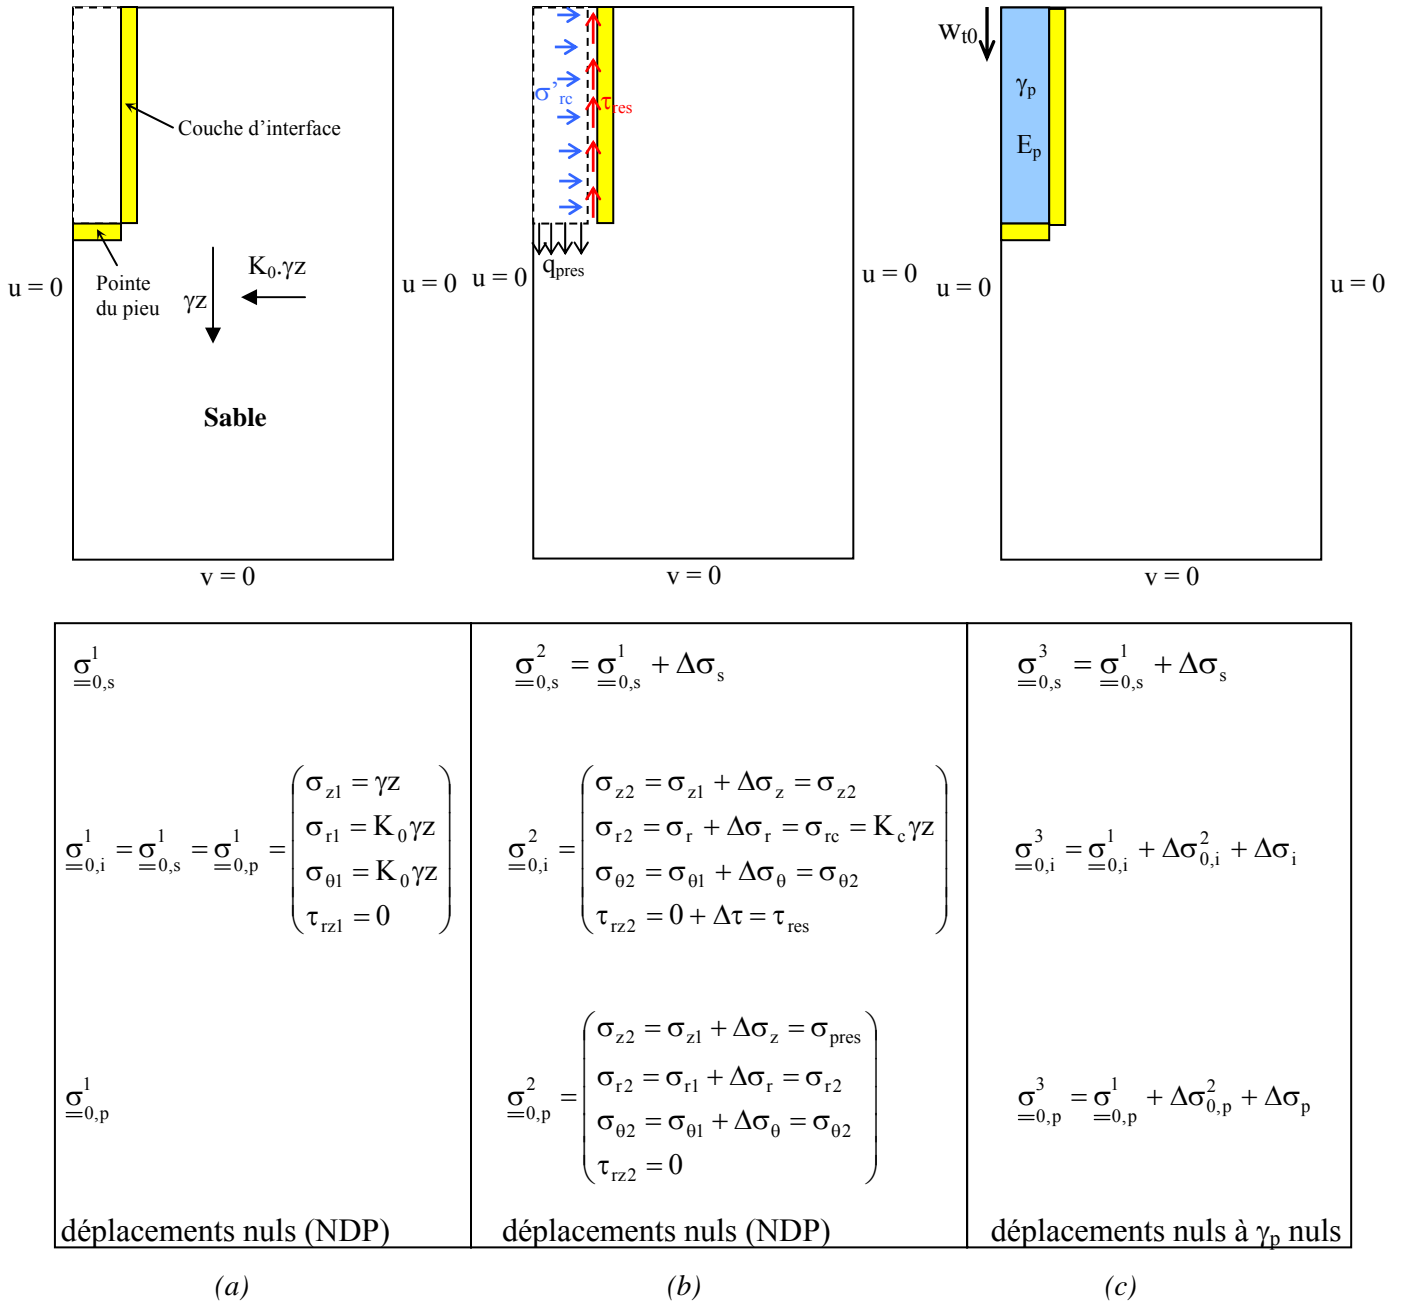 Couche d'interface
Pointe
du pieu
K₀.γz
γz
u = 0
u = 0
Sable
v = 0
σ'rc
τres
qpres
u = 0
u = 0
v = 0
wt0
γp
Ep
u = 0
u = 0
v = 0
σ¹0,s
σ¹0,i = σ¹0,s = σ¹0,p =
σz1 = γz
σr1 = K₀γz
σθ1 = K₀γz
τrz1 = 0
σ¹0,p
déplacements nuls (NDP)
σ²0,s = σ¹0,s + Δσs
σ²0,i =
σz2 = σz1 + Δσz = σz2
σr2 = σr + Δσr = σrc = Kcγz
σθ2 = σθ1 + Δσθ = σθ2
τrz2 = 0 + Δτ = τres
σ²0,p =
σz2 = σz1 + Δσz = σpres
σr2 = σr1 + Δσr = σr2
σθ2 = σθ1 + Δσθ = σθ2
τrz2 = 0
déplacements nuls (NDP)
σ³0,s = σ¹0,s + Δσs
σ³0,i = σ¹0,i + Δσ²0,i + Δσi
σ³0,p = σ¹0,p + Δσ²0,p + Δσp
déplacements nuls à γp nuls
(a)
(b)
(c)